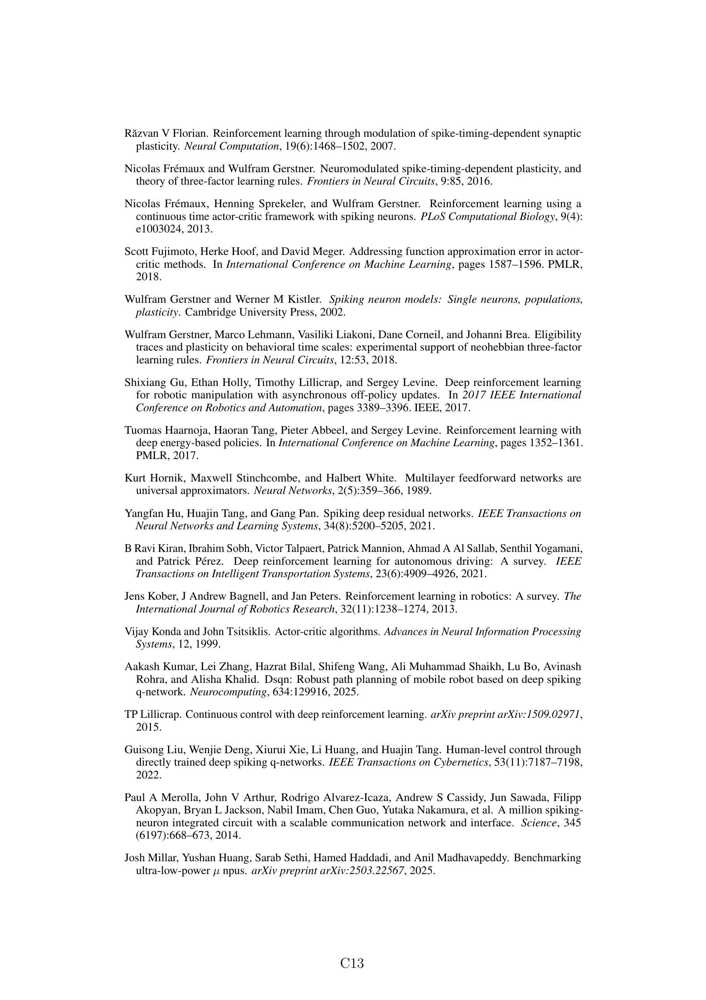 Răzvan V Florian. Reinforcement learning through modulation of spike-timing-dependent synaptic
plasticity. Neural Computation, 19(6):1468–1502, 2007.
Nicolas Frémaux and Wulfram Gerstner. Neuromodulated spike-timing-dependent plasticity, and
theory of three-factor learning rules. Frontiers in Neural Circuits, 9:85, 2016.
Nicolas Frémaux, Henning Sprekeler, and Wulfram Gerstner. Reinforcement learning using a
continuous time actor-critic framework with spiking neurons. PLoS Computational Biology, 9(4):
e1003024, 2013.
Scott Fujimoto, Herke Hoof, and David Meger. Addressing function approximation error in actor-
critic methods. In International Conference on Machine Learning, pages 1587–1596. PMLR,
2018.
Wulfram Gerstner and Werner M Kistler. Spiking neuron models: Single neurons, populations,
plasticity. Cambridge University Press, 2002.
Wulfram Gerstner, Marco Lehmann, Vasiliki Liakoni, Dane Corneil, and Johanni Brea. Eligibility
traces and plasticity on behavioral time scales: experimental support of neohebbian three-factor
learning rules. Frontiers in Neural Circuits, 12:53, 2018.
Shixiang Gu, Ethan Holly, Timothy Lillicrap, and Sergey Levine. Deep reinforcement learning
for robotic manipulation with asynchronous off-policy updates. In 2017 IEEE International
Conference on Robotics and Automation, pages 3389–3396. IEEE, 2017.
Tuomas Haarnoja, Haoran Tang, Pieter Abbeel, and Sergey Levine. Reinforcement learning with
deep energy-based policies. In International Conference on Machine Learning, pages 1352–1361.
PMLR, 2017.
Kurt Hornik, Maxwell Stinchcombe, and Halbert White. Multilayer feedforward networks are
universal approximators. Neural Networks, 2(5):359–366, 1989.
Yangfan Hu, Huajin Tang, and Gang Pan. Spiking deep residual networks. IEEE Transactions on
Neural Networks and Learning Systems, 34(8):5200–5205, 2021.
B Ravi Kiran, Ibrahim Sobh, Victor Talpaert, Patrick Mannion, Ahmad A Al Sallab, Senthil Yogamani,
and Patrick Pérez. Deep reinforcement learning for autonomous driving: A survey. IEEE
Transactions on Intelligent Transportation Systems, 23(6):4909–4926, 2021.
Jens Kober, J Andrew Bagnell, and Jan Peters. Reinforcement learning in robotics: A survey. The
International Journal of Robotics Research, 32(11):1238–1274, 2013.
Vijay Konda and John Tsitsiklis. Actor-critic algorithms. Advances in Neural Information Processing
Systems, 12, 1999.
Aakash Kumar, Lei Zhang, Hazrat Bilal, Shifeng Wang, Ali Muhammad Shaikh, Lu Bo, Avinash
Rohra, and Alisha Khalid. Dsqn: Robust path planning of mobile robot based on deep spiking
q-network. Neurocomputing, 634:129916, 2025.
TP Lillicrap. Continuous control with deep reinforcement learning. arXiv preprint arXiv:1509.02971,
2015.
Guisong Liu, Wenjie Deng, Xiurui Xie, Li Huang, and Huajin Tang. Human-level control through
directly trained deep spiking q-networks. IEEE Transactions on Cybernetics, 53(11):7187–7198,
2022.
Paul A Merolla, John V Arthur, Rodrigo Alvarez-Icaza, Andrew S Cassidy, Jun Sawada, Filipp
Akopyan, Bryan L Jackson, Nabil Imam, Chen Guo, Yutaka Nakamura, et al. A million spiking-
neuron integrated circuit with a scalable communication network and interface. Science, 345
(6197):668–673, 2014.
Josh Millar, Yushan Huang, Sarab Sethi, Hamed Haddadi, and Anil Madhavapeddy. Benchmarking
ultra-low-power μ npus. arXiv preprint arXiv:2503.22567, 2025.
C13